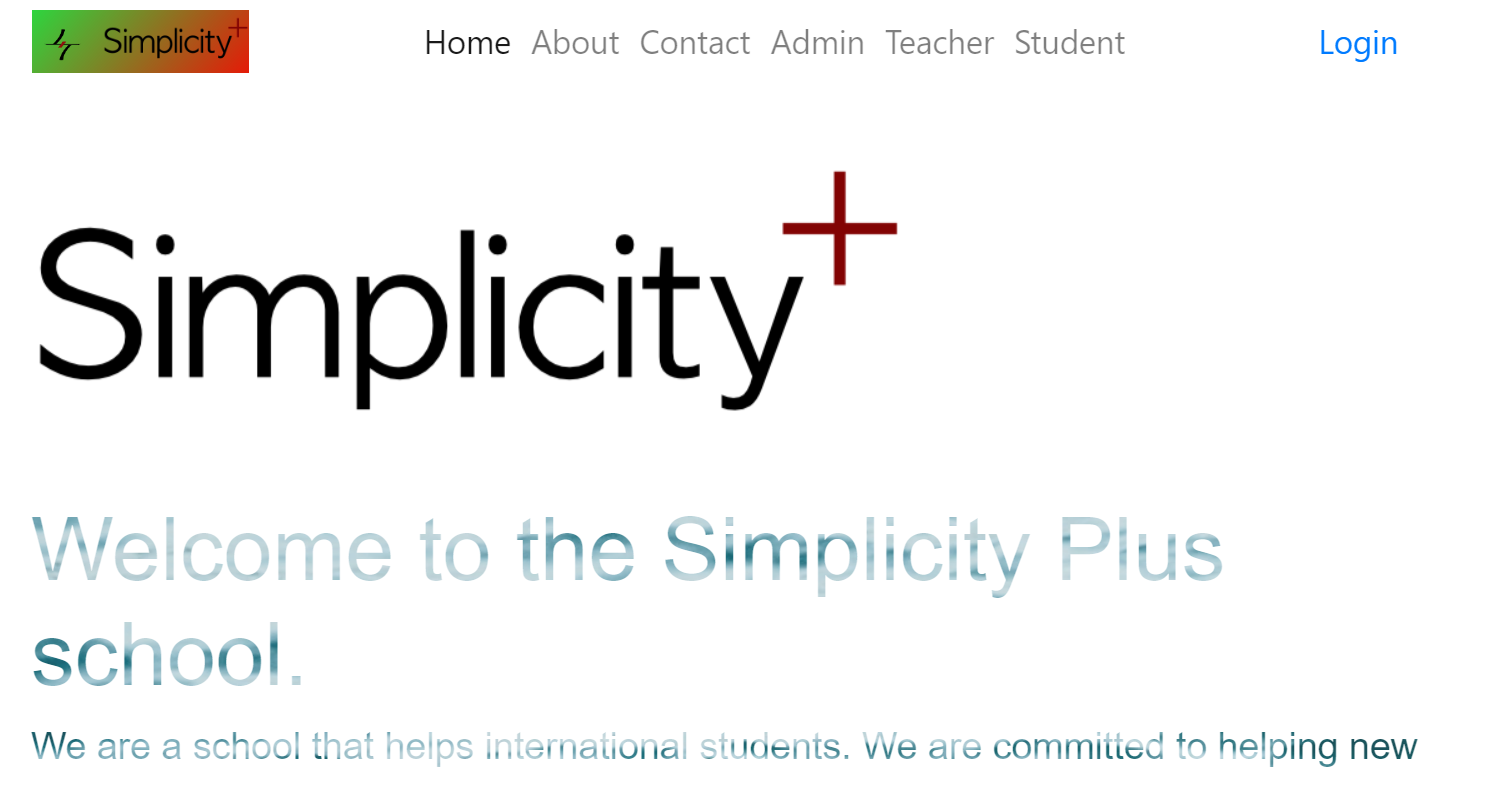 Simplicity+
Home About Contact Admin Teacher Student
Login
Simplicity+
Welcome to the Simplicity Plus
school.
We are a school that helps international students. We are committed to helping new